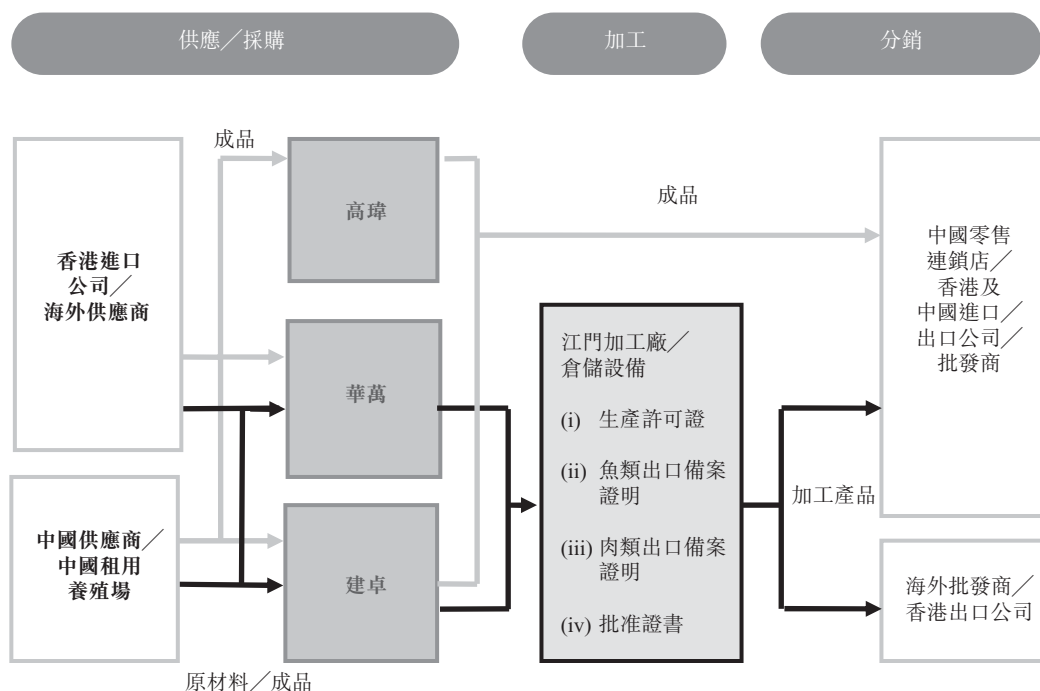 供應╱採購
加工
分銷
成品
高瑋
成品
香港進口
公司╱
海外供應商
中國零售
連鎖店╱
香港及
中國進口╱
出口公司╱
批發商
華萬
江門加工廠╱
倉儲設備
(i) 生產許可證
(ii) 魚類出口備案
證明
(iii) 肉類出口備案
證明
(iv) 批准證書
加工產品
中國供應商╱
中國租用
養殖場
建卓
海外批發商╱
香港出口公司
原材料╱成品